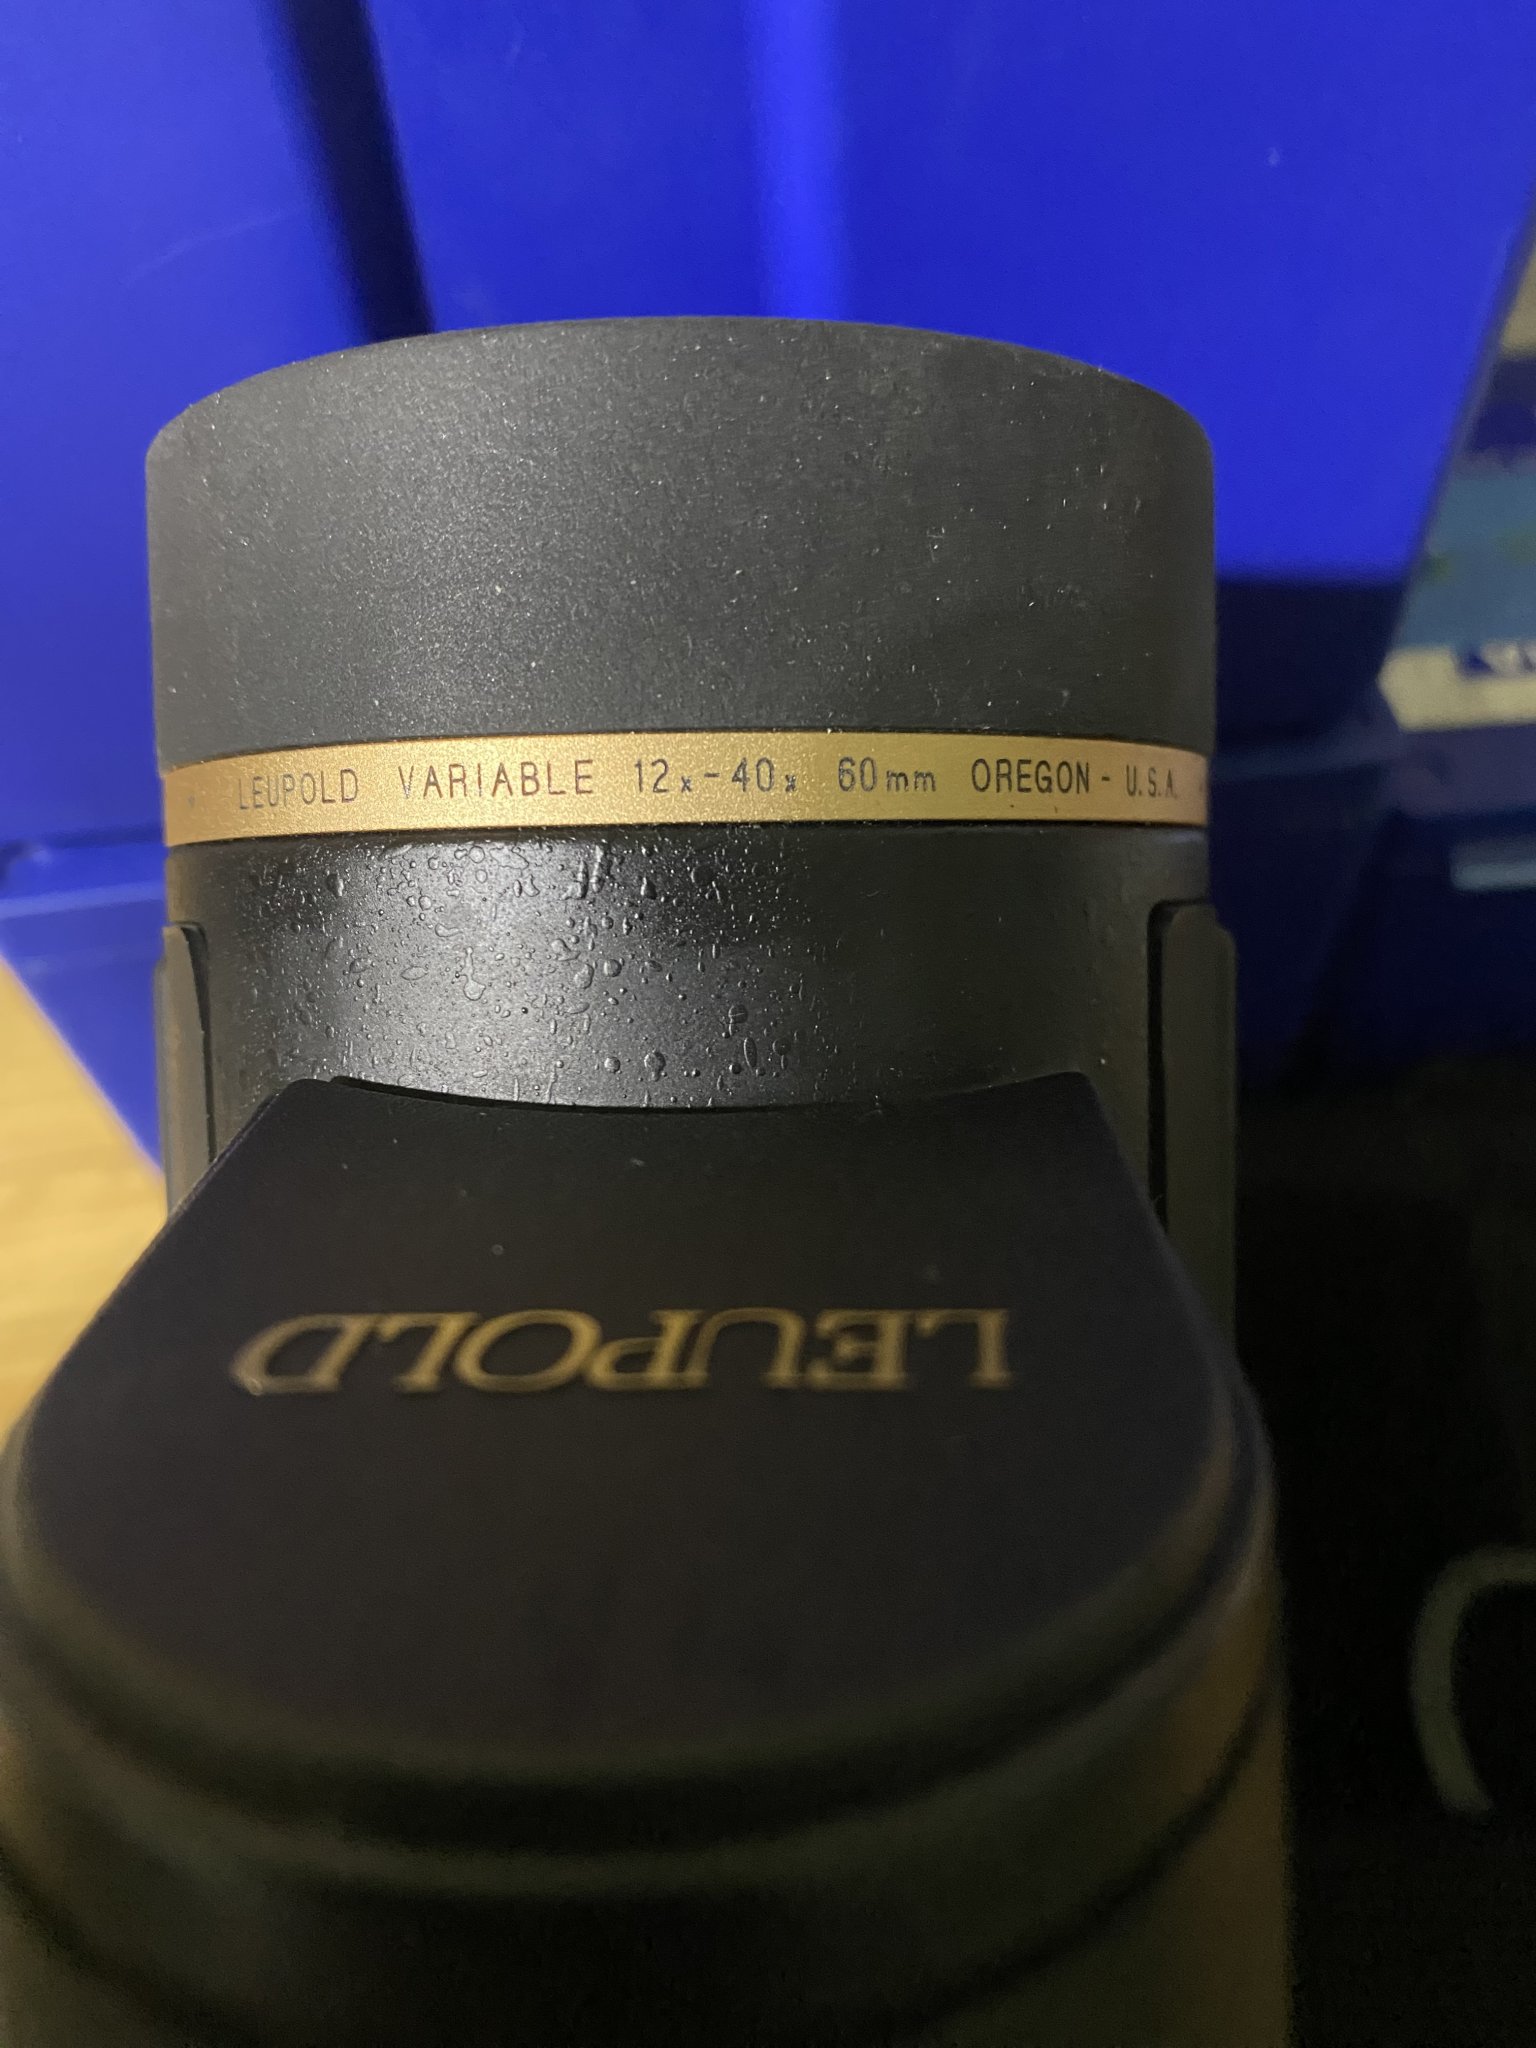 LEUPOLD VARIABLE 12x-40x 60mm OREGON - U.S.A.
LEUPOLD